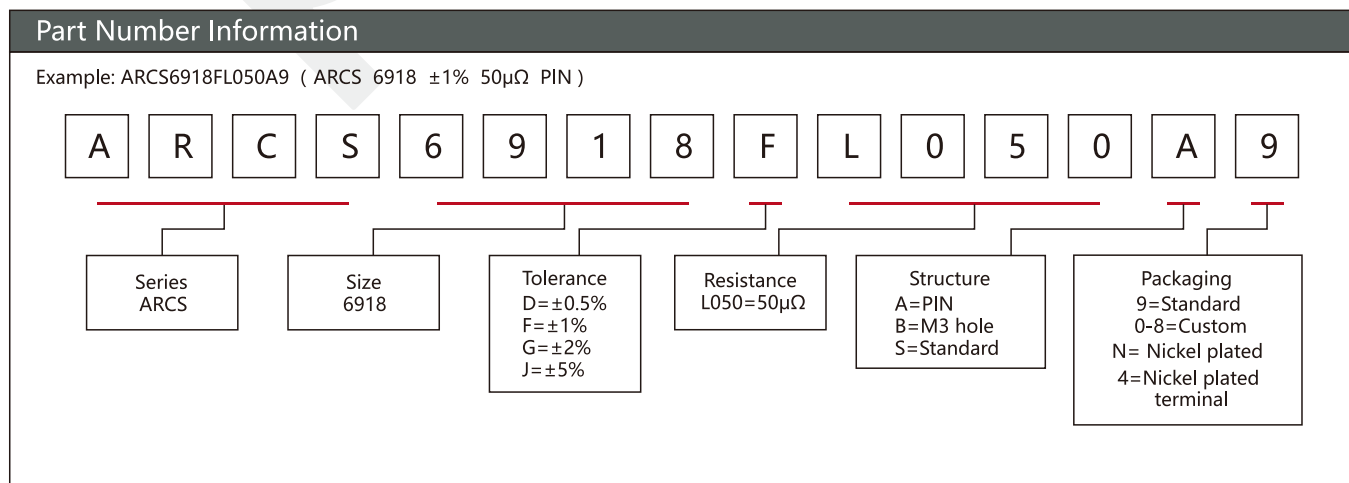 Part Number Information
Example: ARCS6918FL050A9 ( ARCS 6918 ±1% 50μΩ PIN )
A R C S 6 9 1 8 F L 0 5 0 A 9
Series
ARCS
Size
6918
Tolerance
D=±0.5%
F=±1%
G=±2%
J=±5%
Resistance
L050=50μΩ
Structure
A=PIN
B=M3 hole
S=Standard
Packaging
9=Standard
0-8=Custom
N= Nickel plated
4=Nickel plated
terminal